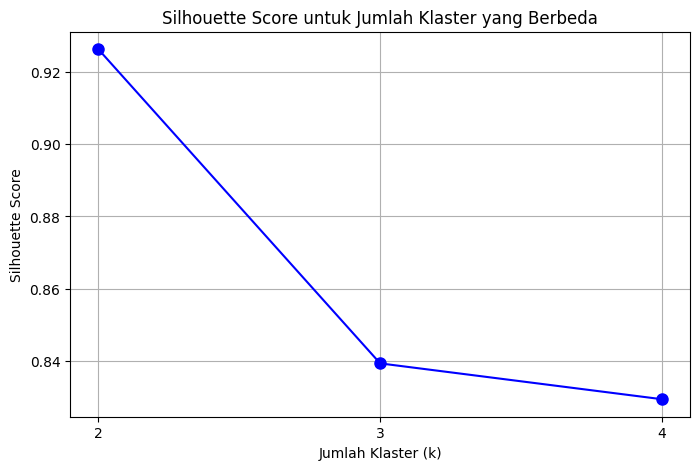 Silhouette Score untuk Jumlah Klaster yang Berbeda
Silhouette Score
0.92
0.90
0.88
0.86
0.84
2
3
4
Jumlah Klaster (k)